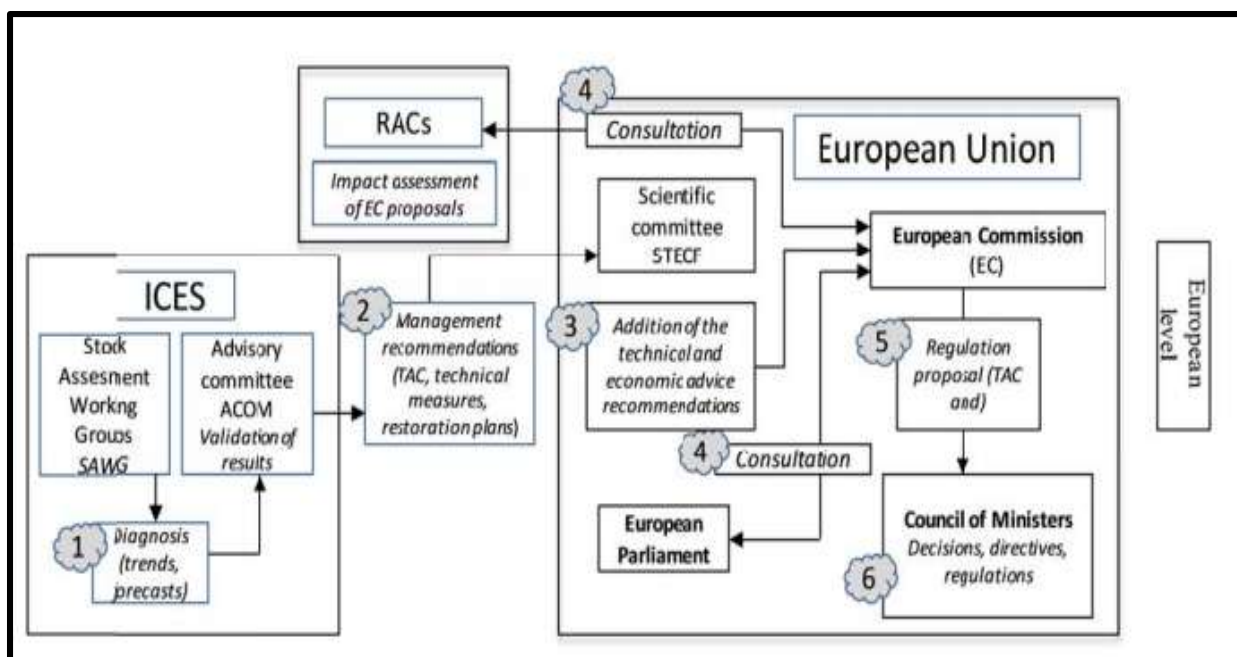 4
RACs
Consultation
European Union
Impact assessment
of EC proposals
Scientific
committee
STECF
European Commission
(EC)
European
level
ICES
2
Management
recommendations
(TAC, technical
measures,
restoration plans)
3
Addition of the
technical and
economic advice
recommendations
5
Regulation
proposal (TAC
and )
Stock
Assesment
Workng
Groups
SAWG
Advisory
committee
ACOM
Validation of
results
4
Consultation
1
Diagnosis
(trends,
precasts)
European
Parliament
Council of Ministers
Decisions, directives,
regulations
6